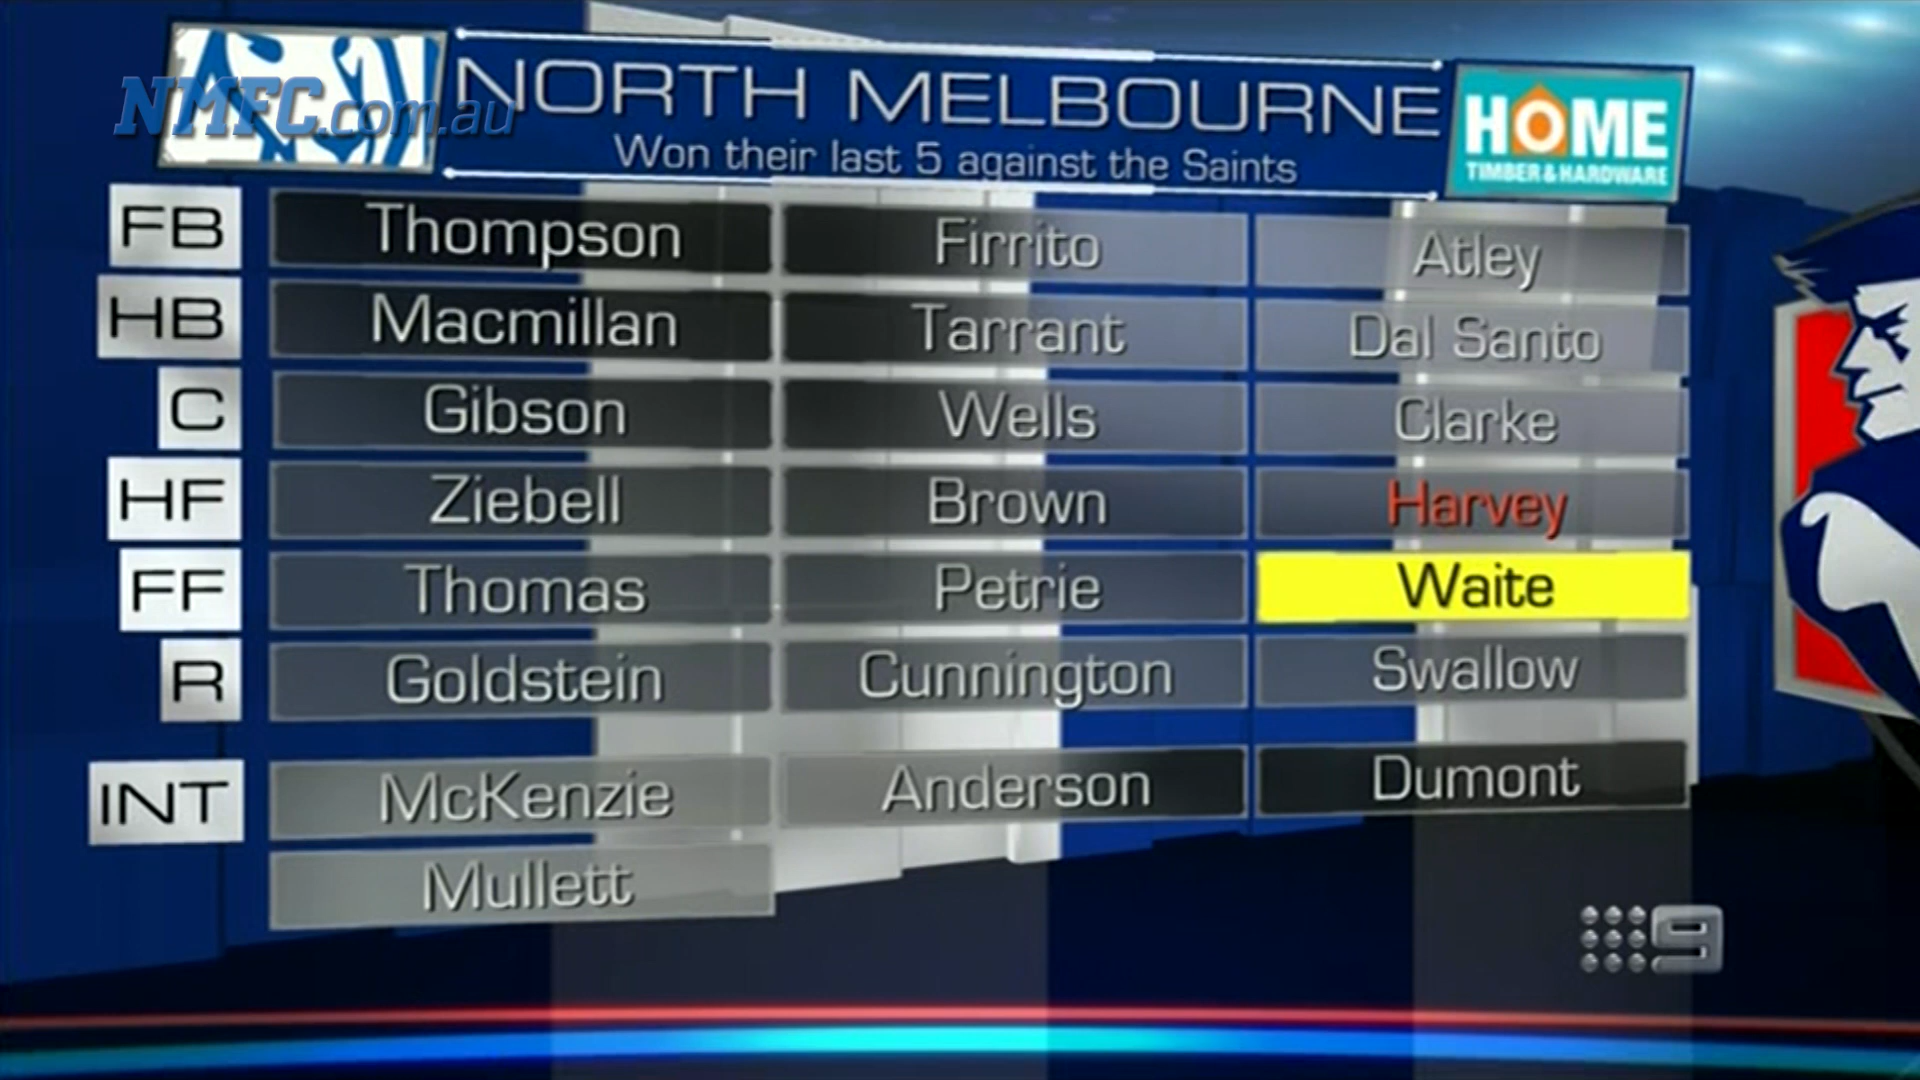 NMFC.com.au
NORTH MELBOURNE
Won their last 5 against the Saints
HOME
TIMBER & HARDWARE
FB Thompson Firrito Atley
HB Macmillan Tarrant Dal Santo
C Gibson Wells Clarke
HF Ziebell Brown Harvey
FF Thomas Petrie Waite
R Goldstein Cunnington Swallow
INT McKenzie Anderson Dumont
Mullett
9